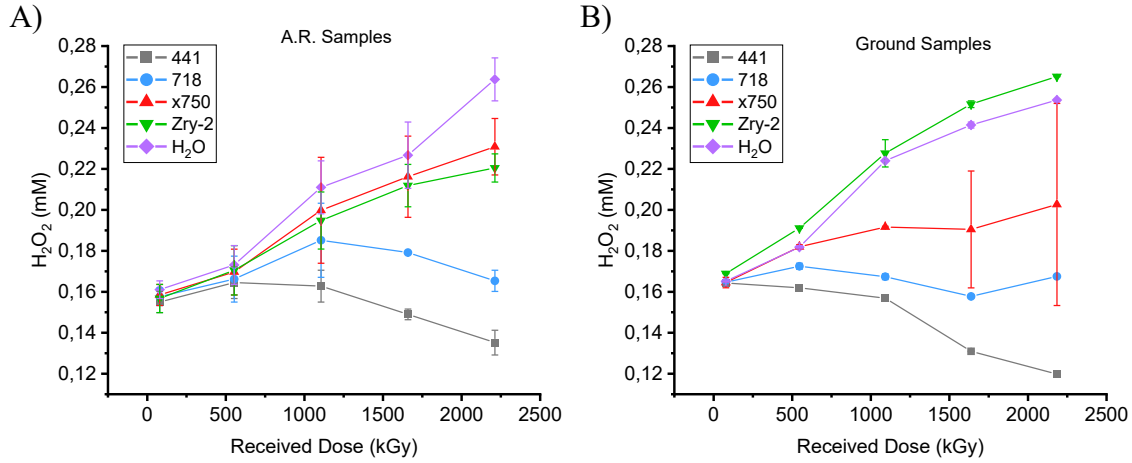 A)
A.R. Samples
441
718
x750
Zry-2
H₂O
H₂O₂ (mM)
0,28
0,26
0,24
0,22
0,20
0,18
0,16
0,14
0,12
0
500
1000
1500
2000
2500
Received Dose (kGy)
B)
Ground Samples
441
718
x750
Zry-2
H₂O
H₂O₂ (mM)
0,28
0,26
0,24
0,22
0,20
0,18
0,16
0,14
0,12
0
500
1000
1500
2000
2500
Received Dose (kGy)